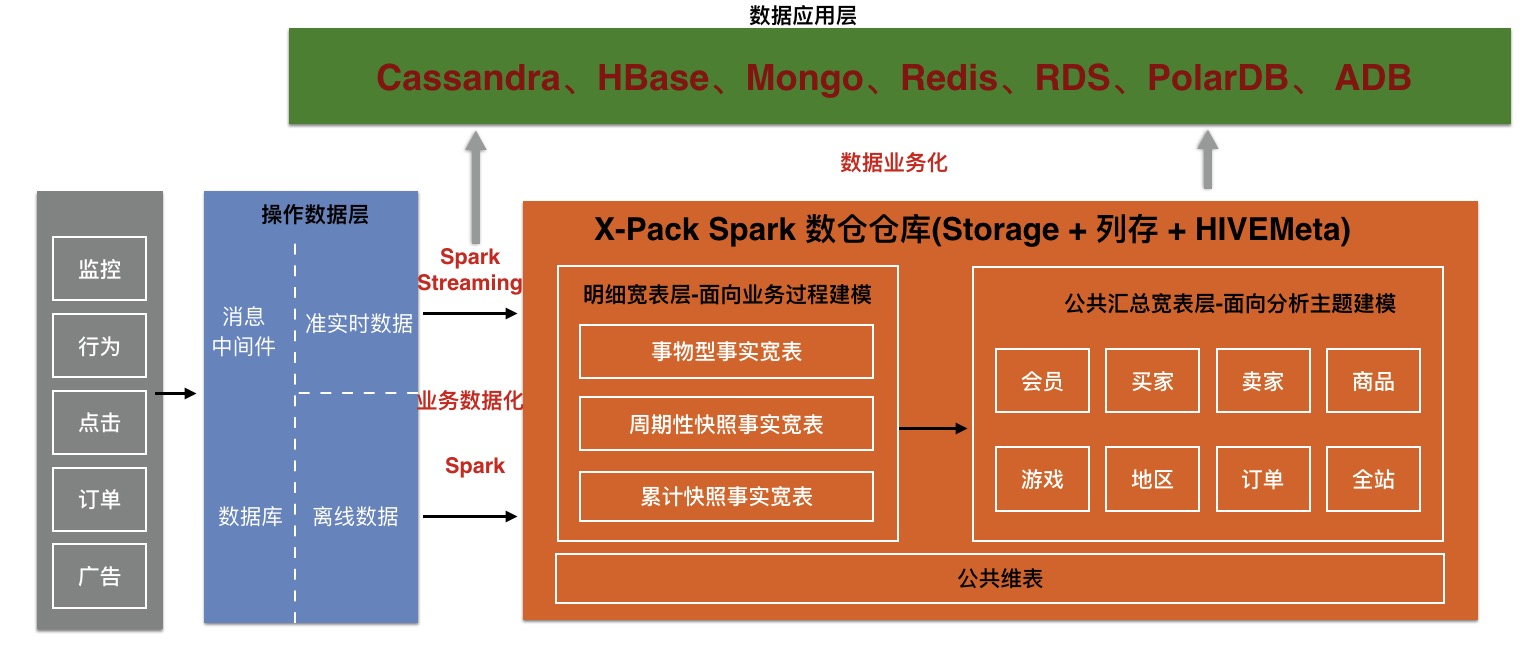 数据应用层
Cassandra、HBase、Mongo、Redis、RDS、PolarDB、 ADB
数据业务化
监控
行为
点击
订单
广告
操作数据层
消息
中间件
准实时数据
数据库
离线数据
Spark
Streaming
业务数据化
Spark
X-Pack Spark 数仓仓库(Storage + 列存 + HIVEMeta)
明细宽表层-面向业务过程建模
事物型事实宽表
周期性快照事实宽表
累计快照事实宽表
公共汇总宽表层-面向分析主题建模
会员
买家
卖家
商品
游戏
地区
订单
全站
公共维表